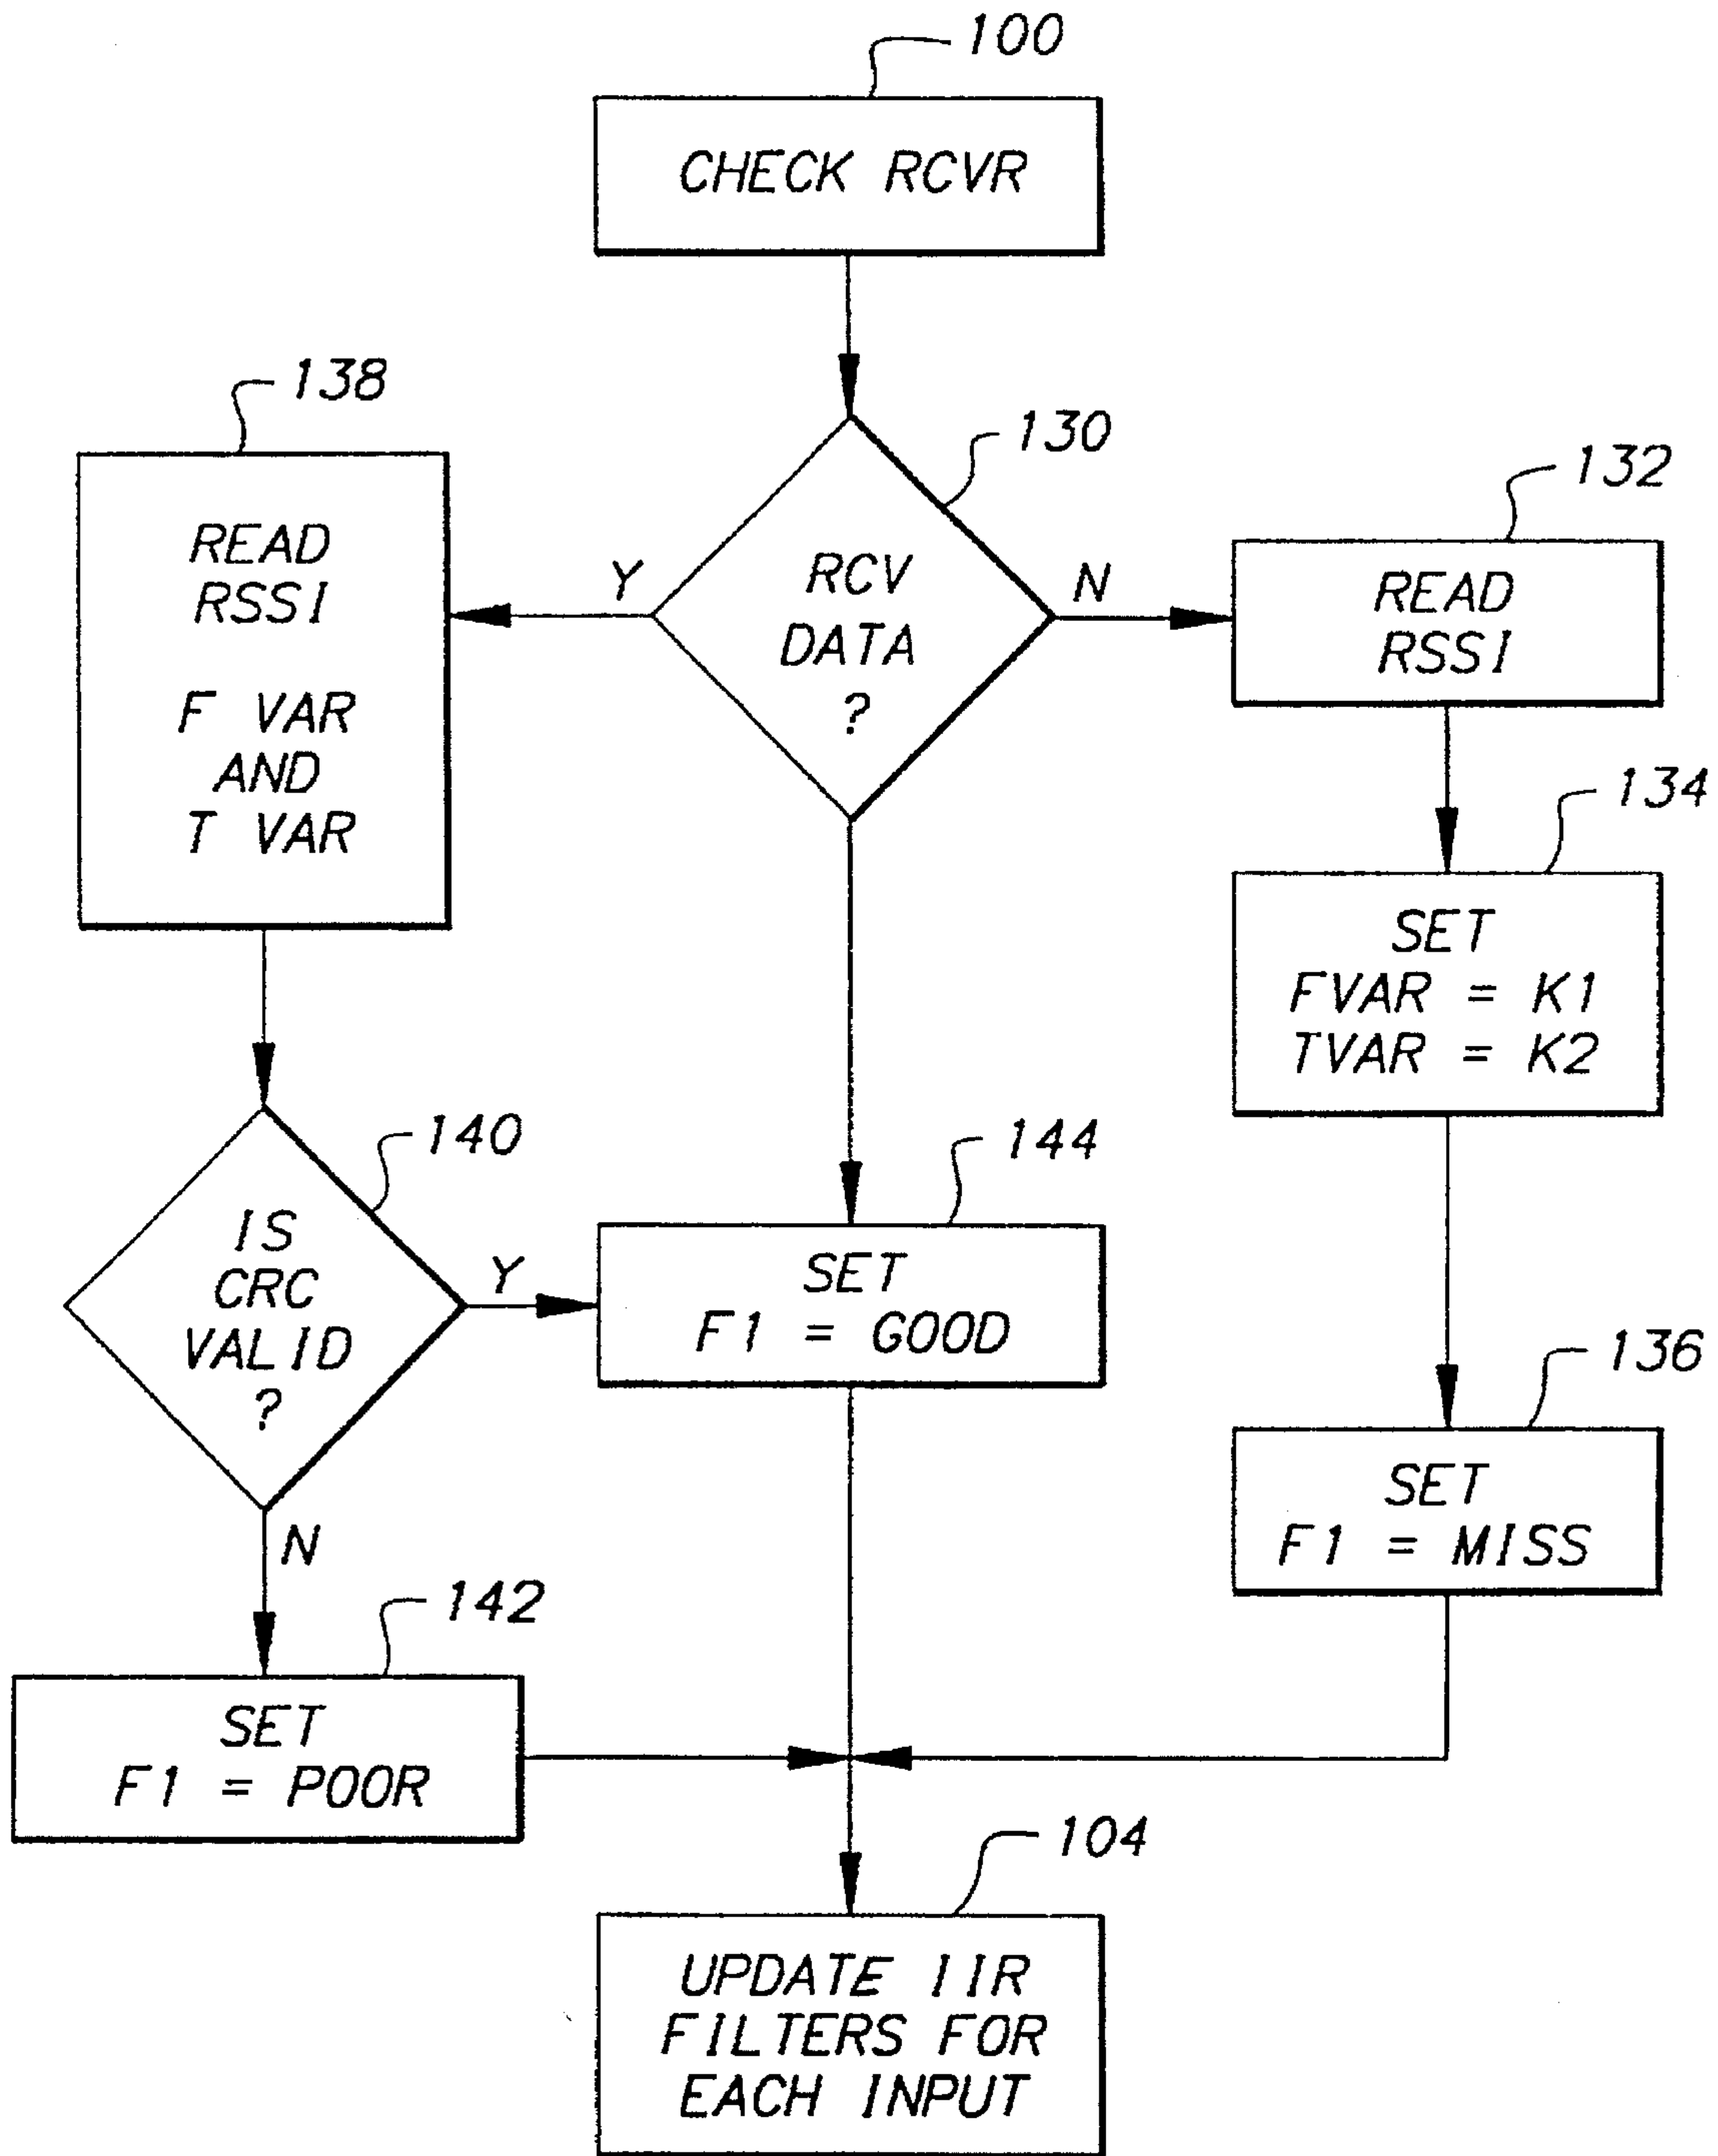 100
CHECK RCVR
138
READ
RSSI
F VAR
AND
T VAR
130
RCV
DATA
?
Y
N
132
READ
RSSI
134
SET
FVAR = K1
TVAR = K2
140
IS
CRC
VALID
?
Y
N
144
SET
F1 = GOOD
136
SET
F1 = MISS
142
SET
F1 = POOR
104
UPDATE IIR
FILTERS FOR
EACH INPUT